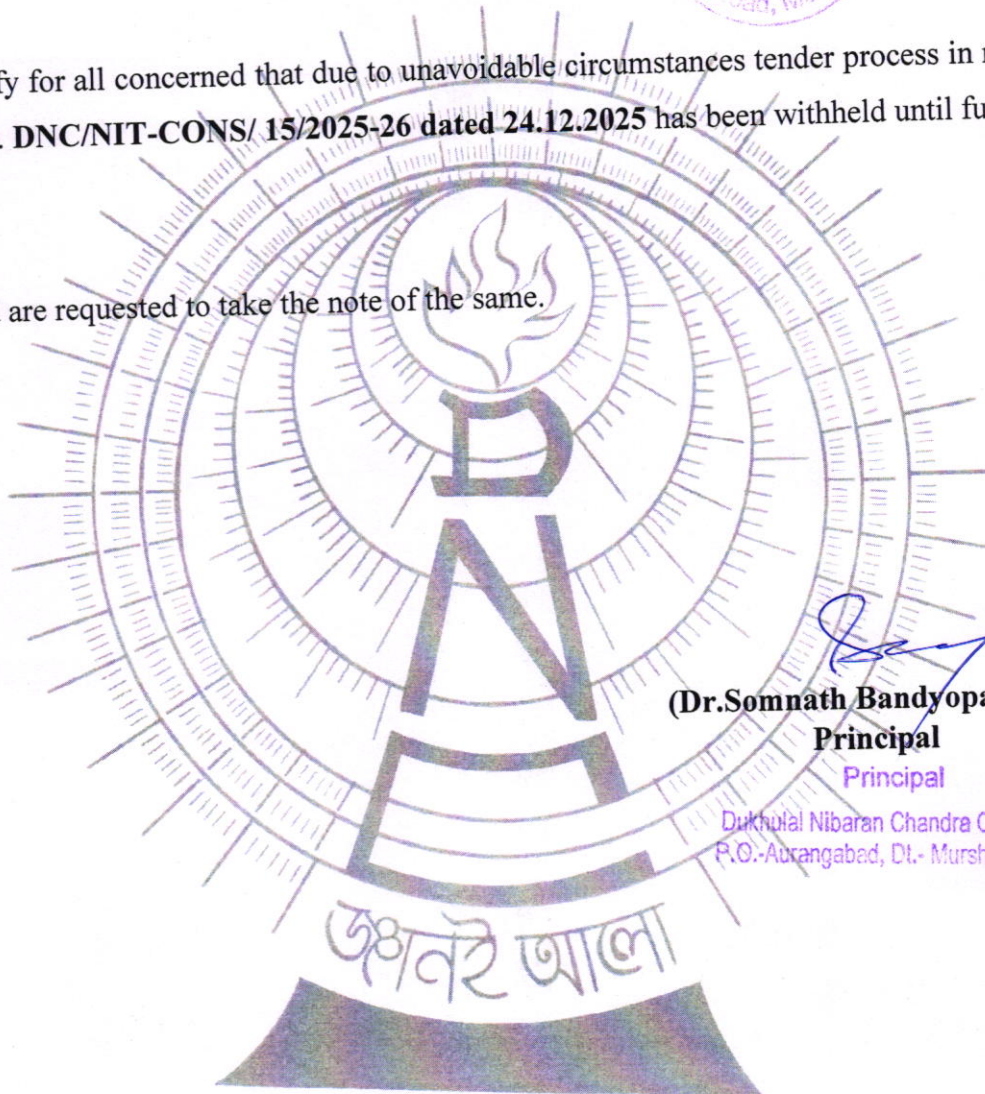 fy for all concerned that due to unavoidable circumstances tender process in r
. DNC/NIT-CONS/ 15/2025-26 dated 24.12.2025 has been withheld until fu
are requested to take the note of the same.
D
N
C
(Dr.Somnath Bandyopa
Principal
Principal
Dukhulal Nibaran Chandra C
P.O.-Aurangabad, Dt.- Mursh
জ্ঞানই আলো